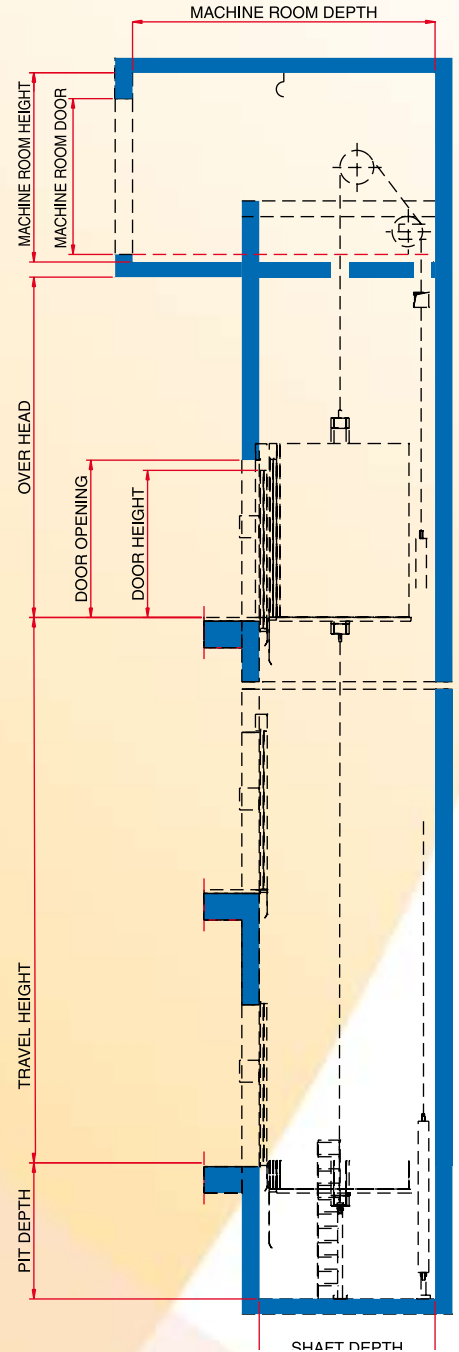 MACHINE ROOM DEPTH
MACHINE ROOM HEIGHT
MACHINE ROOM DOOR
OVER HEAD
DOOR OPENING
DOOR HEIGHT
TRAVEL HEIGHT
PIT DEPTH
SHAFT DEPTH